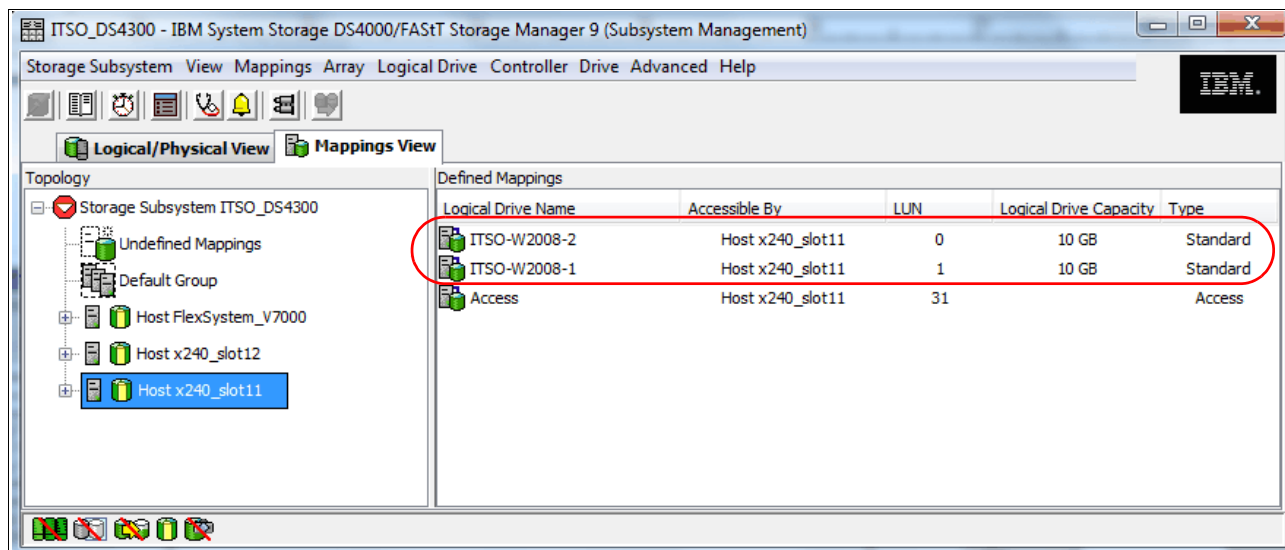 ITSO_DS4300 - IBM System Storage DS4000/FAStT Storage Manager 9 (Subsystem Management)
Storage Subsystem View Mappings Array Logical Drive Controller Drive Advanced Help
IBM.
Logical/Physical View Mappings View
Topology Defined Mappings
Logical Drive Name Accessible By LUN Logical Drive Capacity Type
Storage Subsystem ITSO_DS4300
Undefined Mappings
Default Group
Host FlexSystem_V7000
Host x240_slot12
Host x240_slot11
ITSO-W2008-2 Host x240_slot11 0 10 GB Standard
ITSO-W2008-1 Host x240_slot11 1 10 GB Standard
Access Host x240_slot11 31 Access